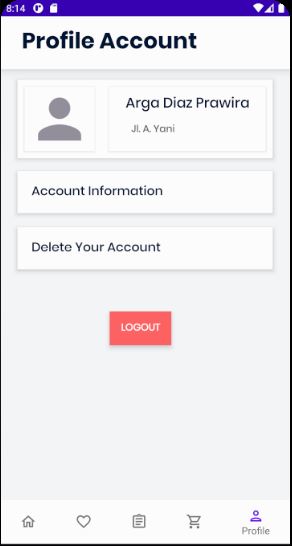 8:14
Profile Account
Arga Diaz Prawira
Jl. A. Yani
Account Information
Delete Your Account
LOGOUT
Profile